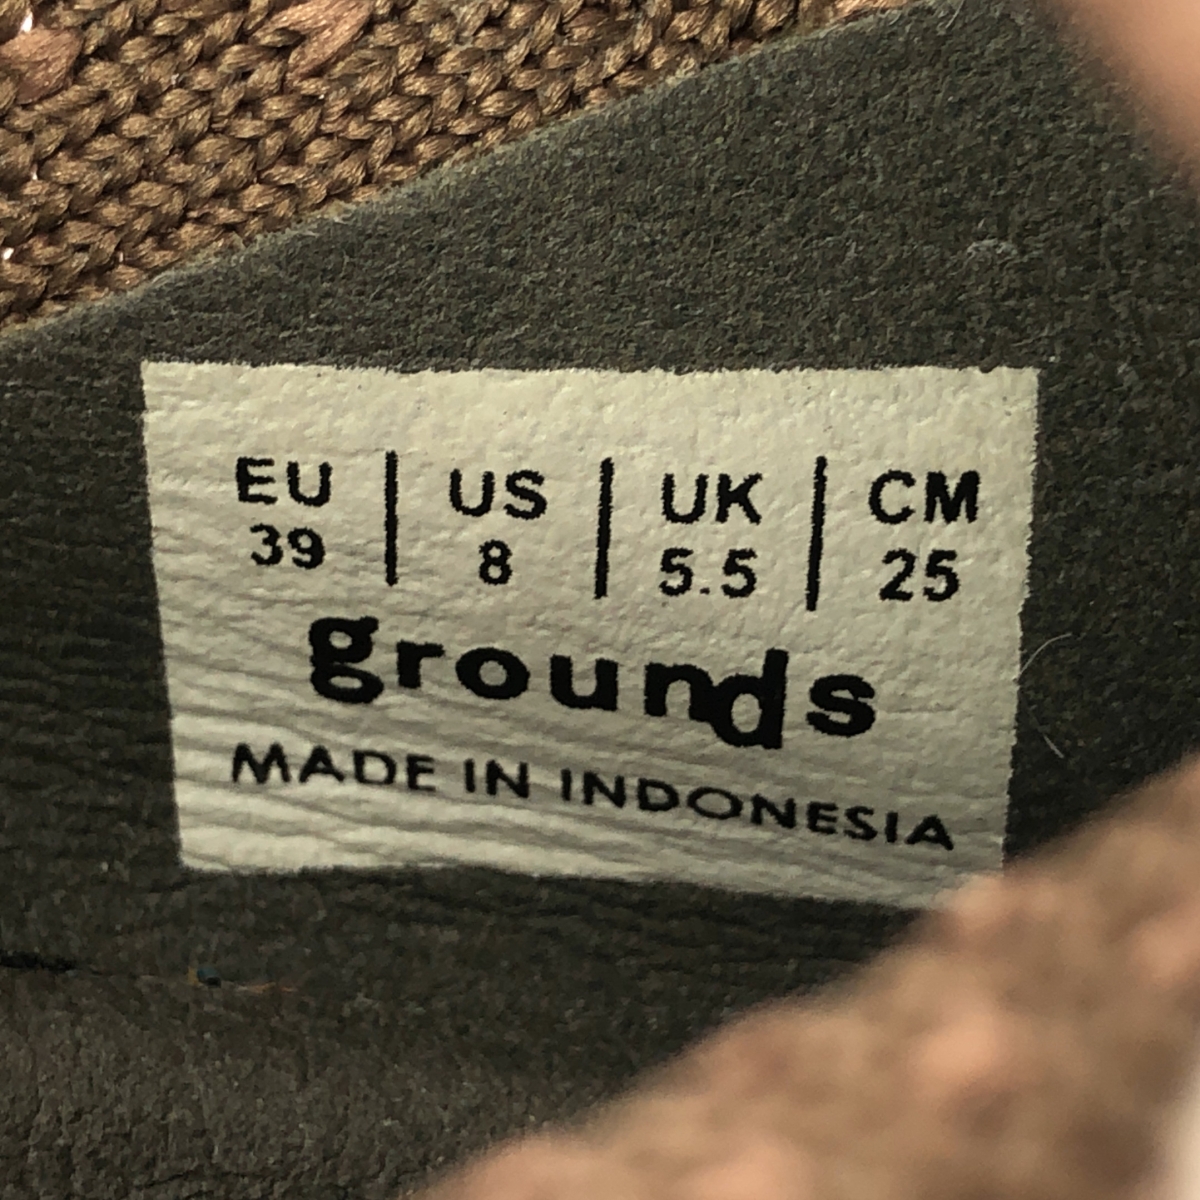 EU | US | UK | CM
39 | 8 | 5.5 | 25
grounds
MADE IN INDONESIA